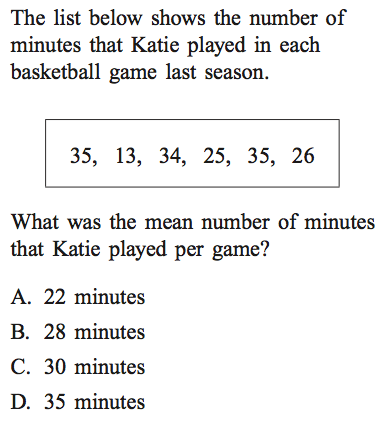 The list below shows the number of
minutes that Katie played in each
basketball game last season.
35, 13, 34, 25, 35, 26
What was the mean number of minutes
that Katie played per game?
A. 22 minutes
B. 28 minutes
C. 30 minutes
D. 35 minutes